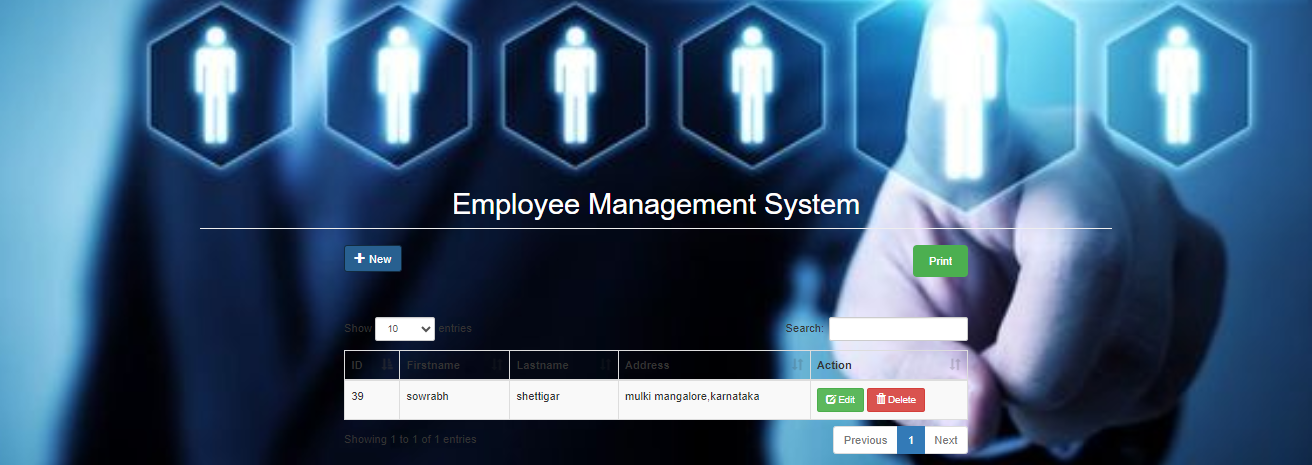 Employee Management System
New
Print
Show 10 entries
Search:
ID Firstname Lastname Address Action
39 sowrabh shettigar mulki mangalore,karnataka Edit Delete
Showing 1 to 1 of 1 entries
Previous 1 Next